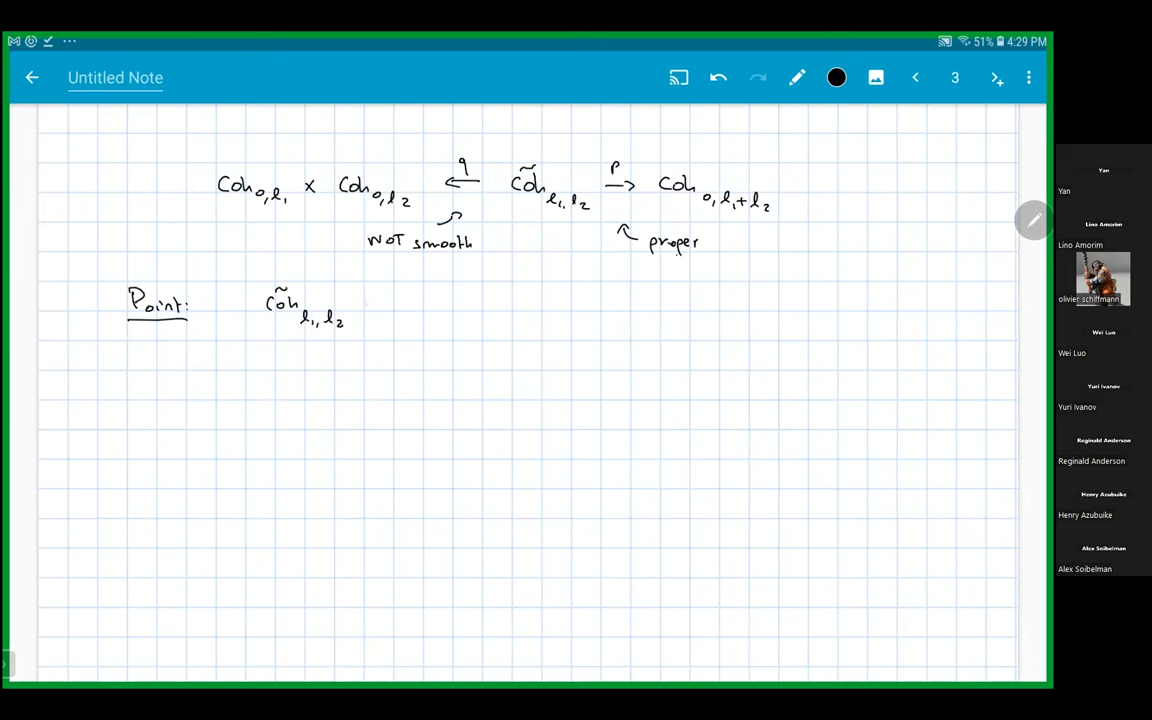 51% 4:29 PM
Untitled Note
3
q p
Coh₀,ₗ₁ × Coh₀,ₗ₂ ← C̃oh ₗ₁,ₗ₂ → Coh ₀,ₗ₁₊ₗ₂
NOT smooth
proper
Point: C̃oh ₗ₁,ₗ₂
Yan
Yan
Lino Amorim
Lino Amorim
olivier schiffmann
Wei Luo
Wei Luo
Yuri Ivanov
Yuri Ivanov
Reginald Anderson
Reginald Anderson
Henry Azubuike
Henry Azubuike
Alex Soibelman
Alex Soibelman